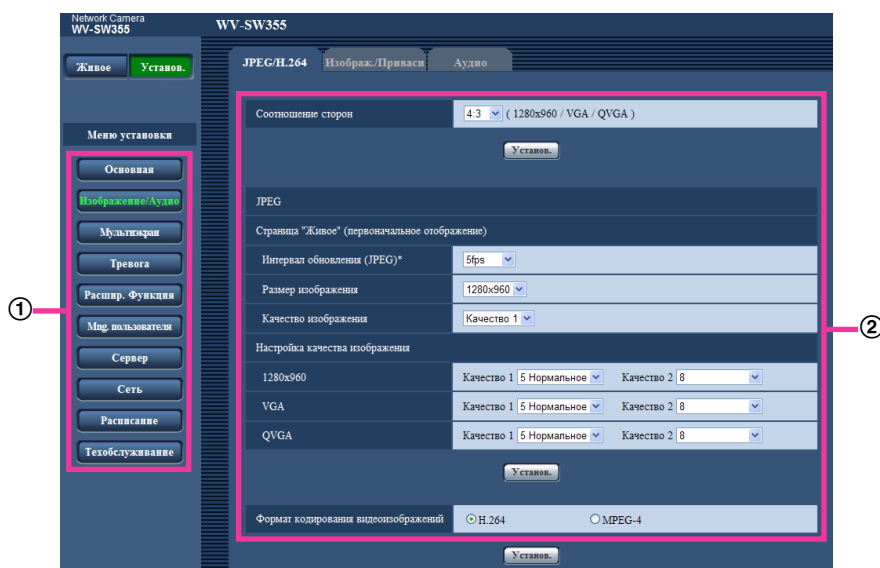 Network Camera
WV-SW355
WV-SW355
Живое Установ.
JPEG/H.264 Изображ./Приваси Аудио
Соотношение сторон 4:3 ( 1280x960 / VGA / QVGA )
Установ.
Меню установки
Основная
Изображение/Аудио
Мультиэкран
Тревога
Расшир. Функция
Mng. пользователя
Сервер
Сеть
Расписание
Техобслуживание
①
JPEG
Страница "Живое" (первоначальное отображение)
Интервал обновления (JPEG)* 5fps
Размер изображения 1280x960
Качество изображения Качество 1
Настройка качества изображения
1280x960 Качество 1 5 Нормальное Качество 2 8
VGA Качество 1 5 Нормальное Качество 2 8
QVGA Качество 1 5 Нормальное Качество 2 8
Установ.
Формат кодирования видеоизображений H.264 MPEG-4
Установ.
②